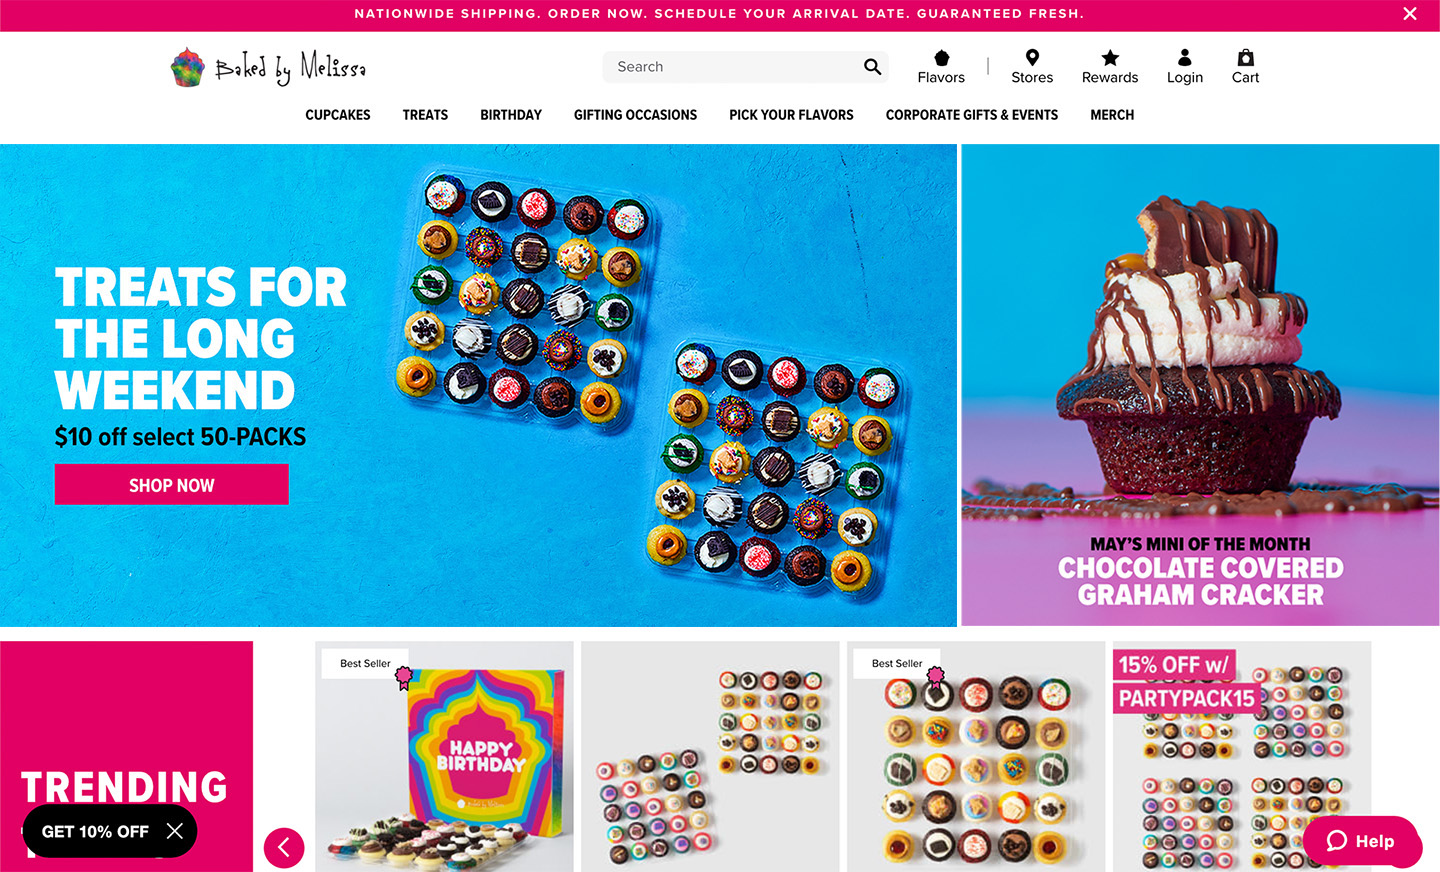 NATIONWIDE SHIPPING. ORDER NOW. SCHEDULE YOUR ARRIVAL DATE. GUARANTEED FRESH.
Baked by Melissa
Search
Flavors
Stores
Rewards
Login
Cart
CUPCAKES
TREATS
BIRTHDAY
GIFTING OCCASIONS
PICK YOUR FLAVORS
CORPORATE GIFTS & EVENTS
MERCH
TREATS FOR
THE LONG
WEEKEND
$10 off select 50-PACKS
SHOP NOW
MAY'S MINI OF THE MONTH
CHOCOLATE COVERED
GRAHAM CRACKER
TRENDING
GET 10% OFF
Best Seller
HAPPY
BIRTHDAY
Baked by Melissa
Best Seller
15% OFF w/
PARTYPACK15
Help